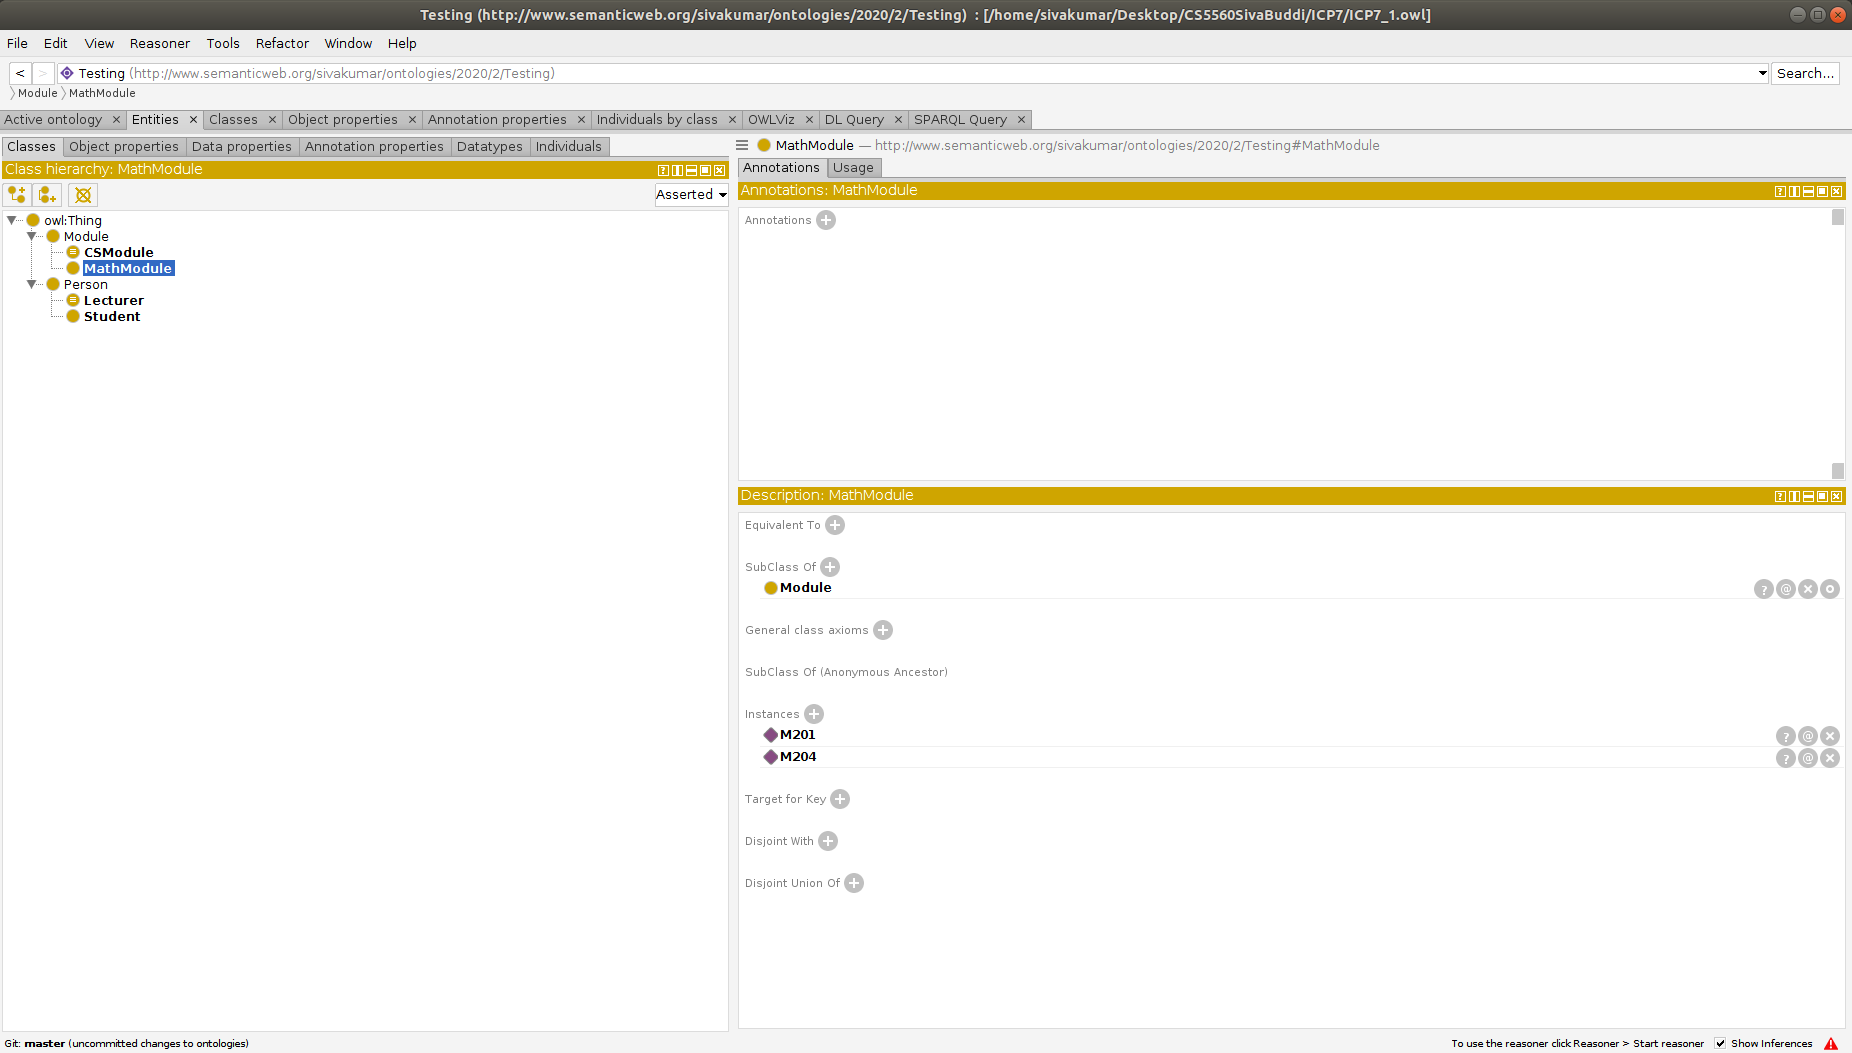 Testing (http://www.semanticweb.org/sivakumar/ontologies/2020/2/Testing) : [/home/sivakumar/Desktop/CS5560SivaBuddi/ICP7/ICP7_1.owl]
File Edit View Reasoner Tools Refactor Window Help
< > Testing (http://www.semanticweb.org/sivakumar/ontologies/2020/2/Testing) Search...
Module MathModule
Active ontology Entities Classes Object properties Annotation properties Individuals by class OWLViz DL Query SPARQL Query
Classes Object properties Data properties Annotation properties Datatypes Individuals
Class hierarchy: MathModule
Asserted
owl:Thing
Module
CSModule
MathModule
Person
Lecturer
Student
MathModule — http://www.semanticweb.org/sivakumar/ontologies/2020/2/Testing#MathModule
Annotations Usage
Annotations: MathModule
Annotations
Description: MathModule
Equivalent To
SubClass Of
Module
General class axioms
SubClass Of (Anonymous Ancestor)
Instances
M201
M204
Target for Key
Disjoint With
Disjoint Union Of
Git: master (uncommitted changes to ontologies)
To use the reasoner click Reasoner > Start reasoner Show Inferences